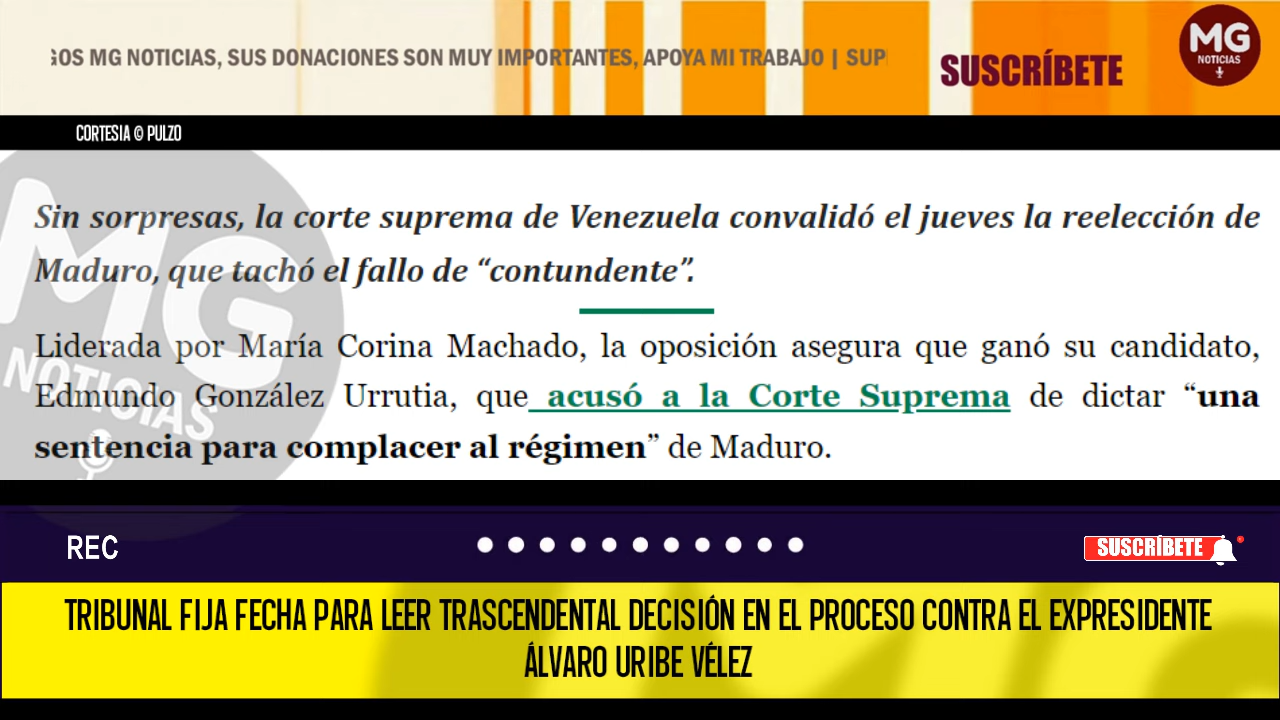 GOS MG NOTICIAS, SUS DONACIONES SON MUY IMPORTANTES, APOYA MI TRABAJO | SUP
SUSCRÍBETE
MG
NOTICIAS
CORTESIA © PULZO
Sin sorpresas, la corte suprema de Venezuela convalidó el jueves la reelección de
Maduro, que tachó el fallo de “contundente”.
Liderada por María Corina Machado, la oposición asegura que ganó su candidato,
Edmundo González Urrutia, que acusó a la Corte Suprema de dictar “una
sentencia para complacer al régimen” de Maduro.
MG
NOTICIAS
REC
SUSCRÍBETE
TRIBUNAL FIJA FECHA PARA LEER TRASCENDENTAL DECISIÓN EN EL PROCESO CONTRA EL EXPRESIDENTE
ÁLVARO URIBE VÉLEZ